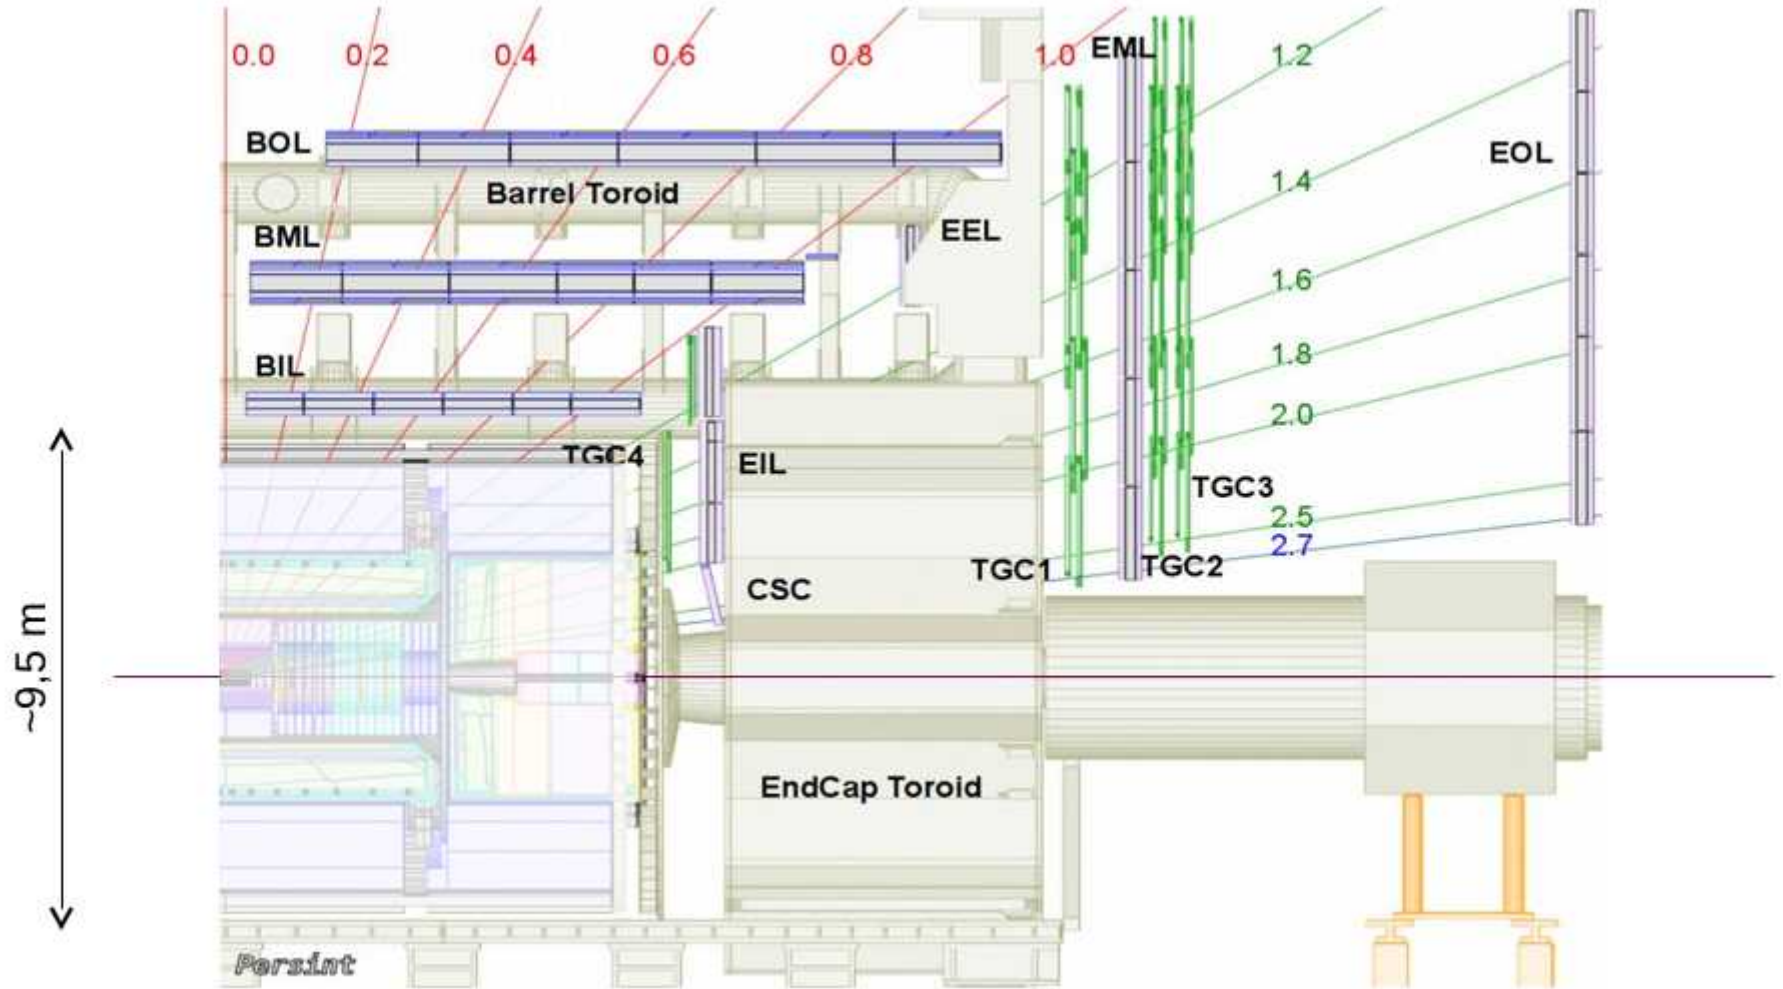 0.0 0.2 0.4 0.6 0.8 1.0 EML 1.2
BOL
EOL
1.4
Barrel Toroid
BML
EEL
1.6
1.8
BIL
2.0
TGC4
EIL
TGC3
2.5
2.7
TGC1
TGC2
CSC
~9,5 m
EndCap Toroid
Persint